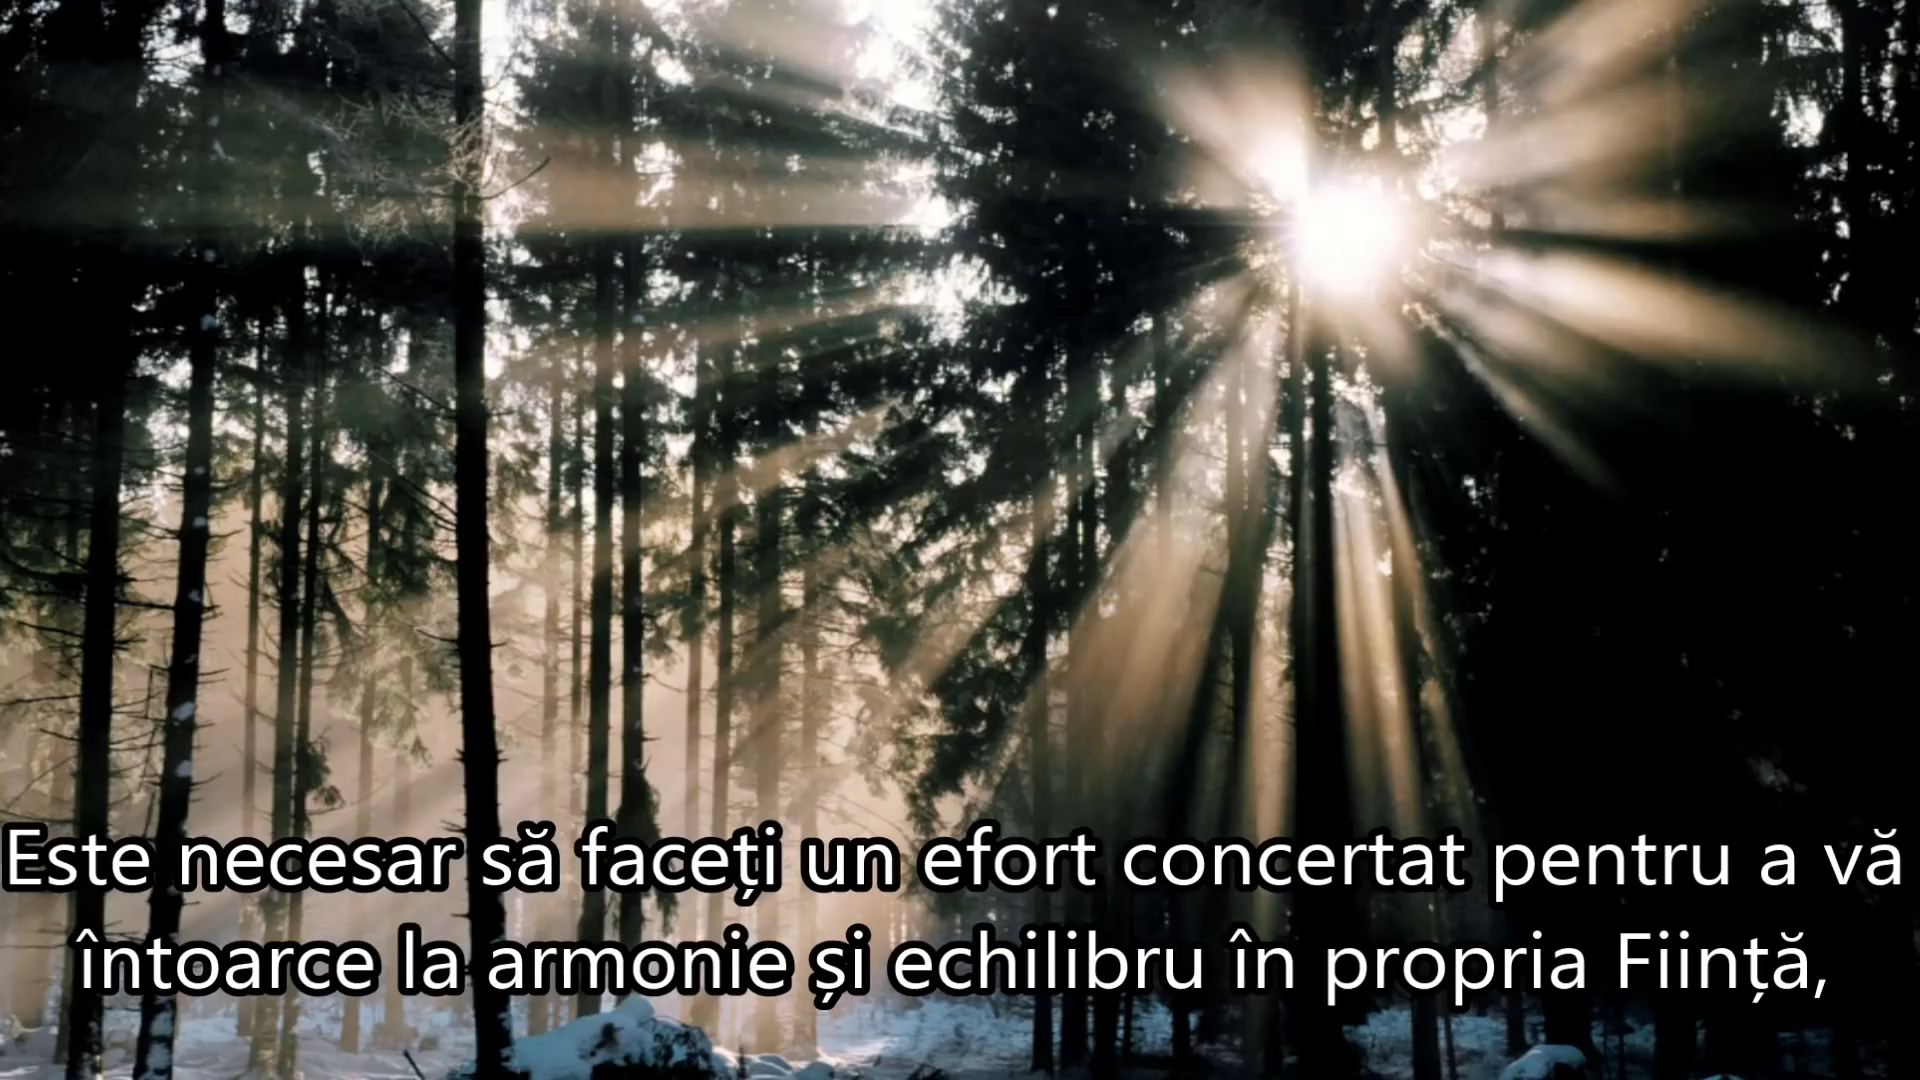 Este necesar să faceți un efort concertat pentru a vă
întoarce la armonie și echilibru în propria Ființă,